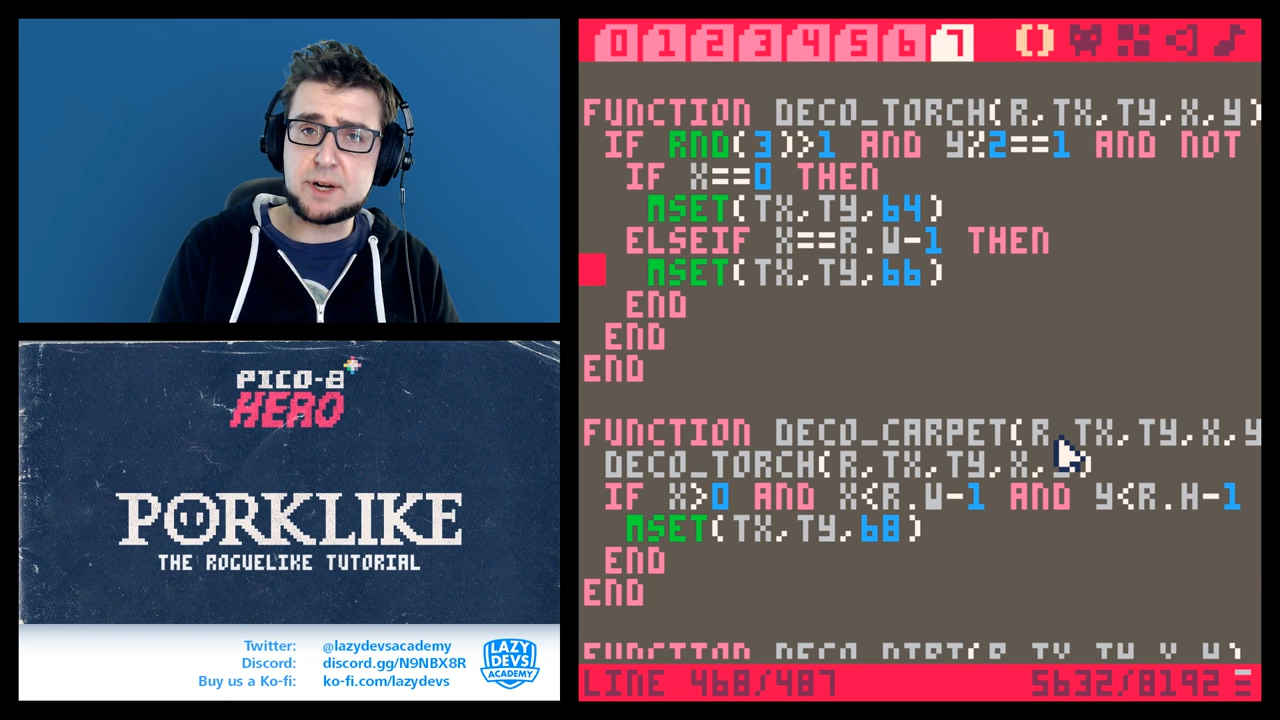 PICO-8
HERO
PORKLIKE
THE ROGUELIKE TUTORIAL
Twitter: @lazydevsacademy
Discord: discord.gg/N9NBX8R
Buy us a Ko-fi: ko-fi.com/lazydevs
LAZY
DEVS
ACADEMY
0 1 2 3 4 5 6 7 ()
FUNCTION DECO_TORCH(R,TX,TY,X,Y)
IF RND(3)>1 AND Y%2==1 AND NOT
IF X==0 THEN
MSET(TX,TY,64)
ELSEIF X==R.W-1 THEN
MSET(TX,TY,66)
END
END
END
FUNCTION DECO_CARPET(R,TX,TY,X,Y
DECO_TORCH(R,TX,TY,X,Y)
IF X>0 AND X<R.W-1 AND Y<R.H-1
MSET(TX,TY,68)
END
END
FUNCTION DECO_DIRT(R,TX,TY,X,Y)
LINE 468/487 5632/8192